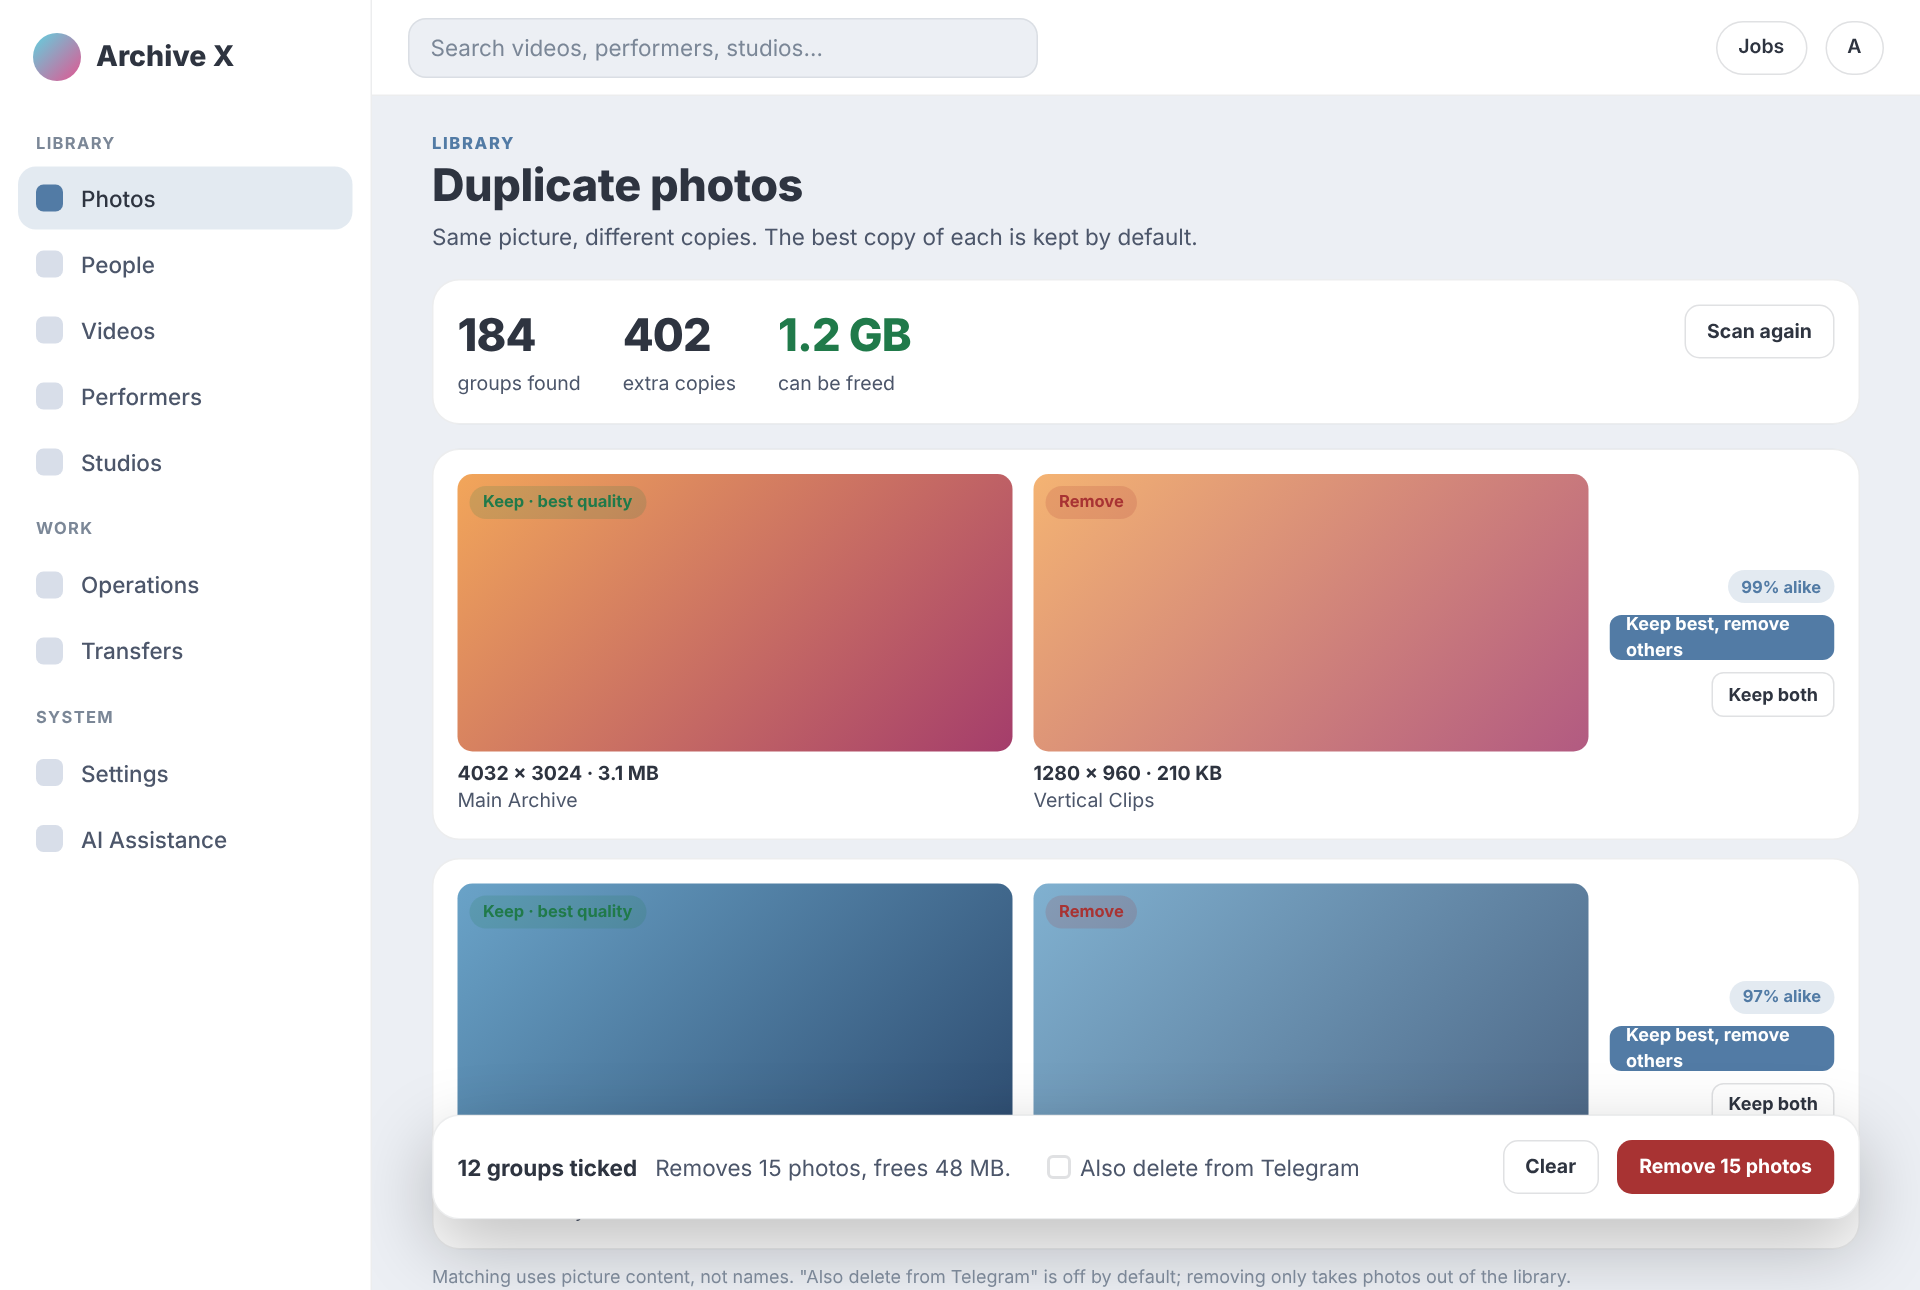 Archive X
Search videos, performers, studios...
Jobs
A
LIBRARY
Photos
People
Videos
Performers
Studios
WORK
Operations
Transfers
SYSTEM
Settings
AI Assistance
LIBRARY
Duplicate photos
Same picture, different copies. The best copy of each is kept by default.
184
groups found
402
extra copies
1.2 GB
can be freed
Scan again
Keep · best quality
Remove
99% alike
Keep best, remove
others
Keep both
4032 × 3024 · 3.1 MB
Main Archive
1280 × 960 · 210 KB
Vertical Clips
Keep · best quality
Remove
97% alike
Keep best, remove
others
Keep both
12 groups ticked
Removes 15 photos, frees 48 MB.
Also delete from Telegram
Clear
Remove 15 photos
Matching uses picture content, not names. "Also delete from Telegram" is off by default; removing only takes photos out of the library.